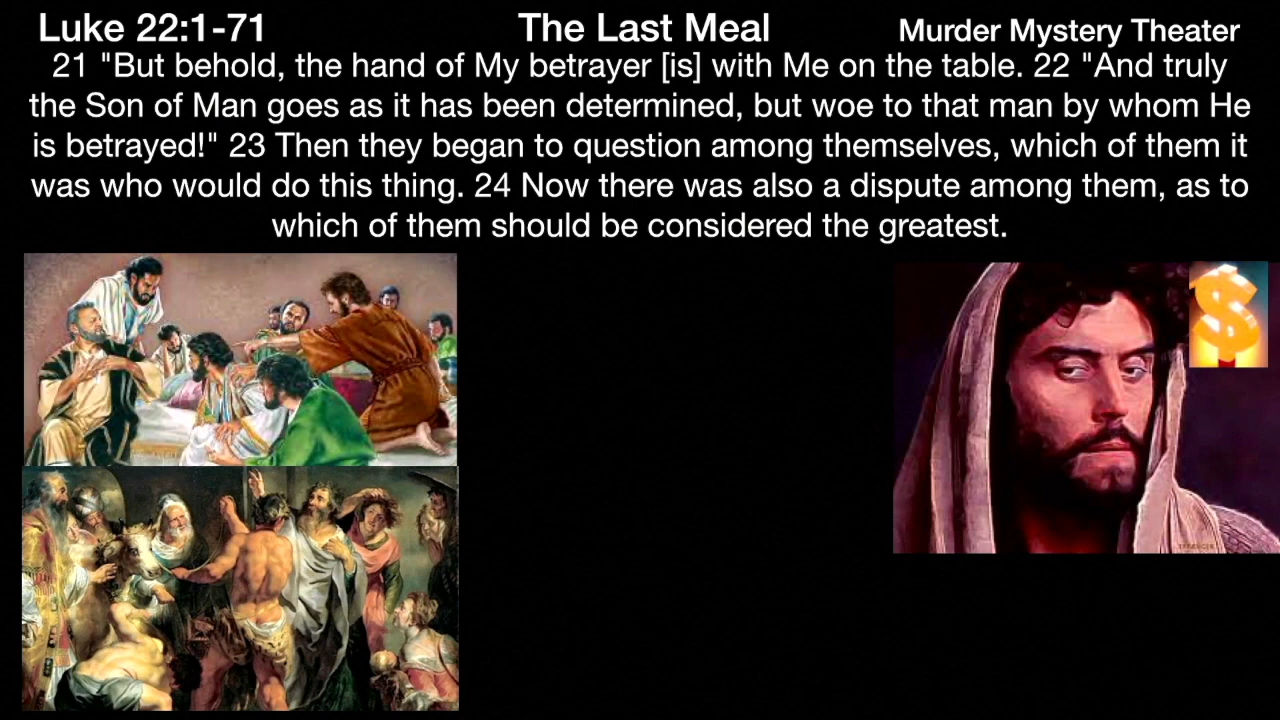 Luke 22:1-71
The Last Meal
Murder Mystery Theater
21 "But behold, the hand of My betrayer [is] with Me on the table. 22 "And truly
the Son of Man goes as it has been determined, but woe to that man by whom He
is betrayed!" 23 Then they began to question among themselves, which of them it
was who would do this thing. 24 Now there was also a dispute among them, as to
which of them should be considered the greatest.
$